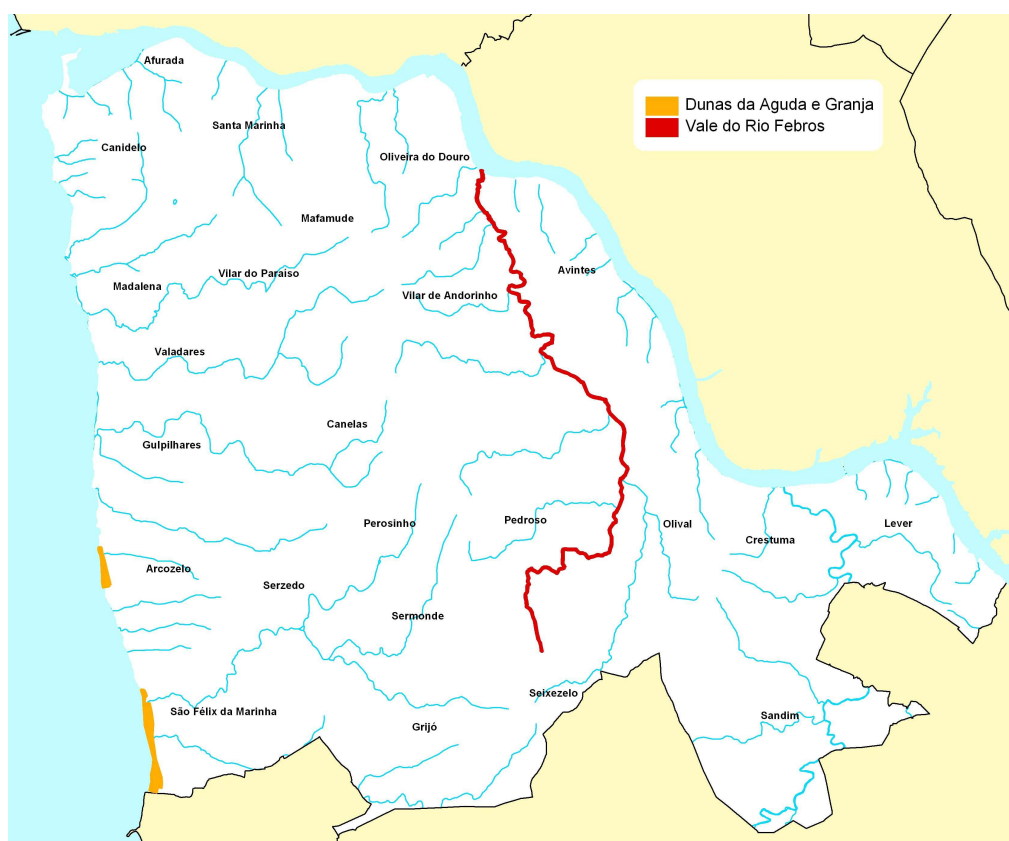 Afurada
Dunas da Aguda e Granja
Vale do Rio Febros
Santa Marinha
Canidelo
Oliveira do Douro
Mafamude
Avintes
Vilar do Paraíso
Madalena
Vilar de Andorinho
Valadares
Canelas
Gulpilhares
Perosinho
Pedroso
Olival
Lever
Crestuma
Arcozelo
Serzedo
Sermonde
Seixezelo
São Félix da Marinha
Sandim
Grijó